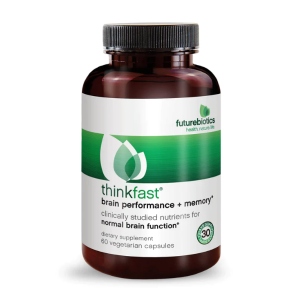 futurebiotics
health. naturally.
thinkfast®
brain performance + memory*
clinically studied nutrients for
normal brain function*
dietary supplement
60 vegetarian capsules
30